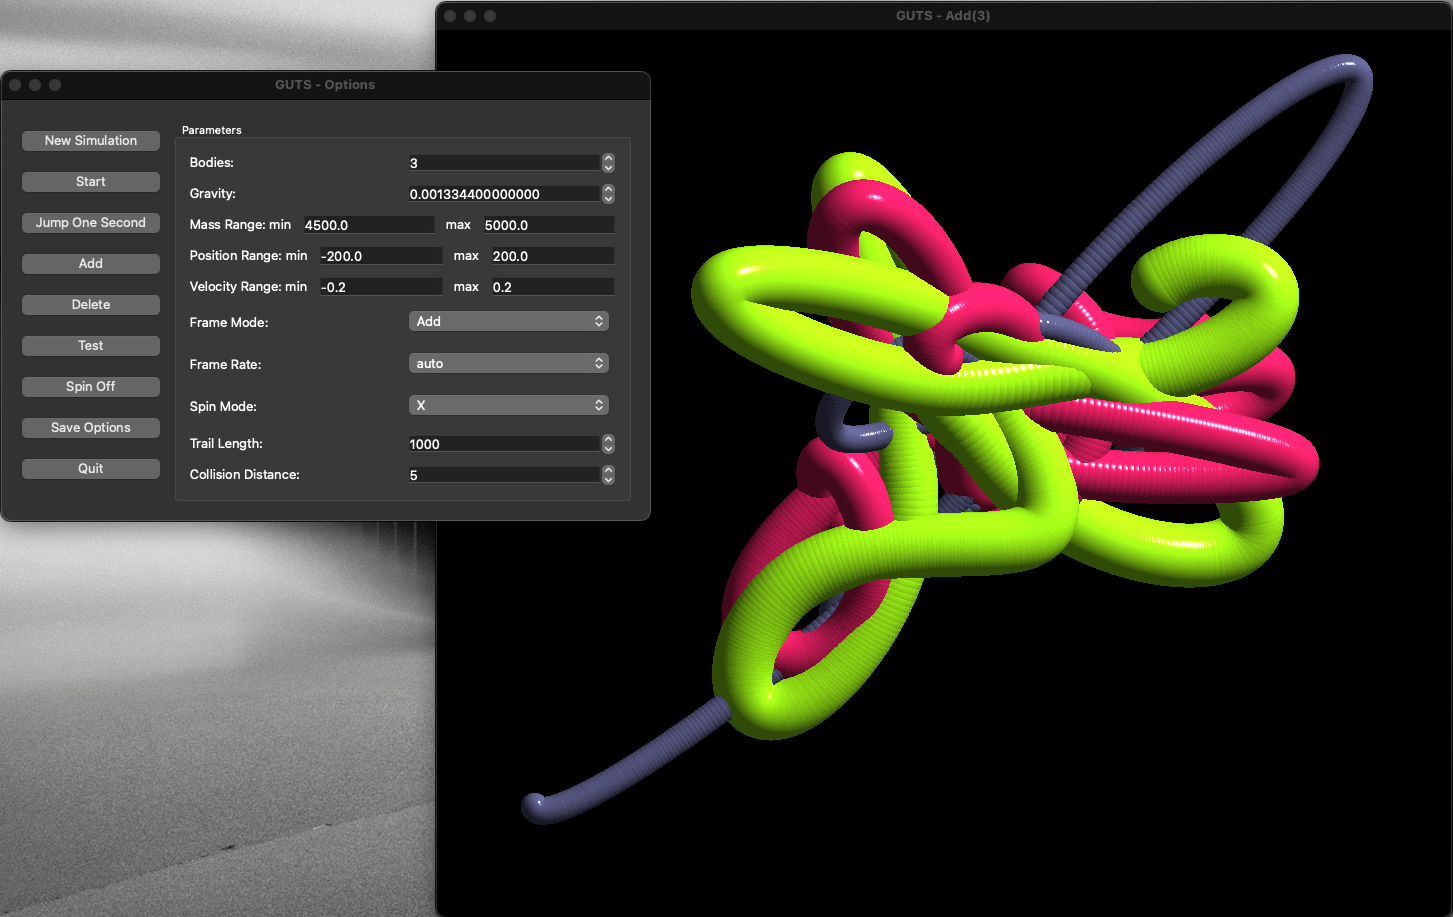 GUTS - Add(3)
GUTS - Options
New Simulation
Start
Jump One Second
Add
Delete
Test
Spin Off
Save Options
Quit
Parameters
Bodies: 3
Gravity: 0.001334400000000
Mass Range: min 4500.0 max 5000.0
Position Range: min -200.0 max 200.0
Velocity Range: min -0.2 max 0.2
Frame Mode: Add
Frame Rate: auto
Spin Mode: X
Trail Length: 1000
Collision Distance: 5